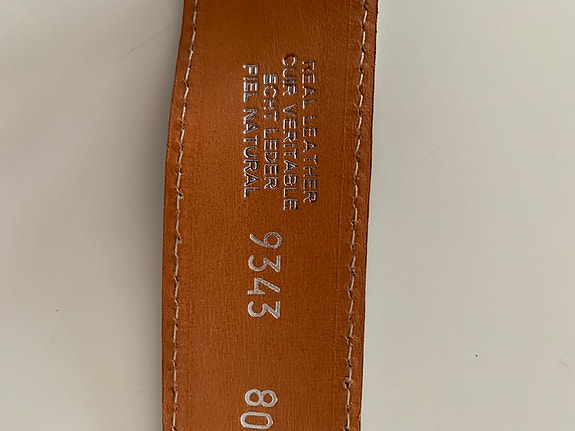 REAL LEATHER
CUIR VERITABLE
ECHT LEDER
PIEL NATURAL
9343 80